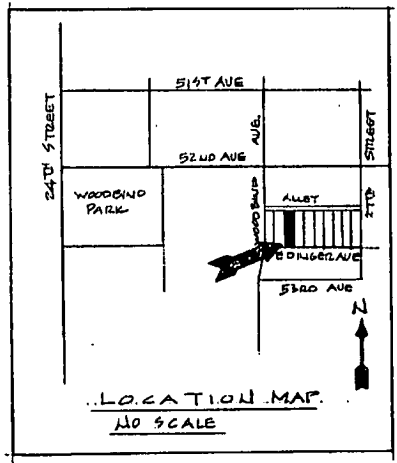 51ST AVE
24TH STREET
AVE.
STREET
52ND AVE
27TH
WOODBIND
PARK
WOODBIND
ALLEY
EDINGER AVE
53RD AVE
N
LOCATION MAP.
NO SCALE